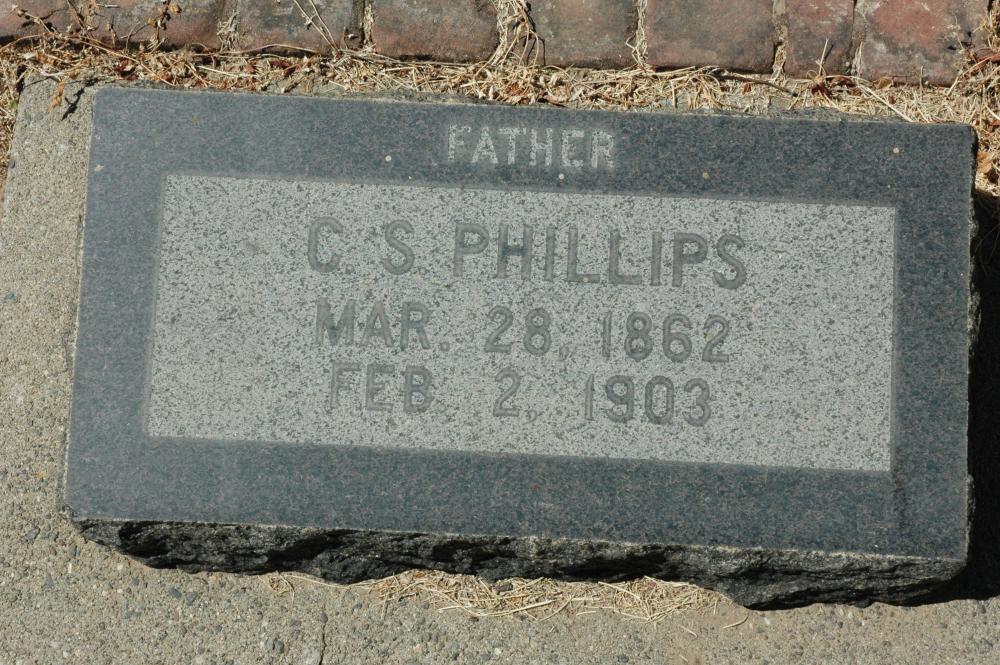 FATHER
C. S. PHILLIPS
MAR. 28, 1862
FEB. 2, 1903